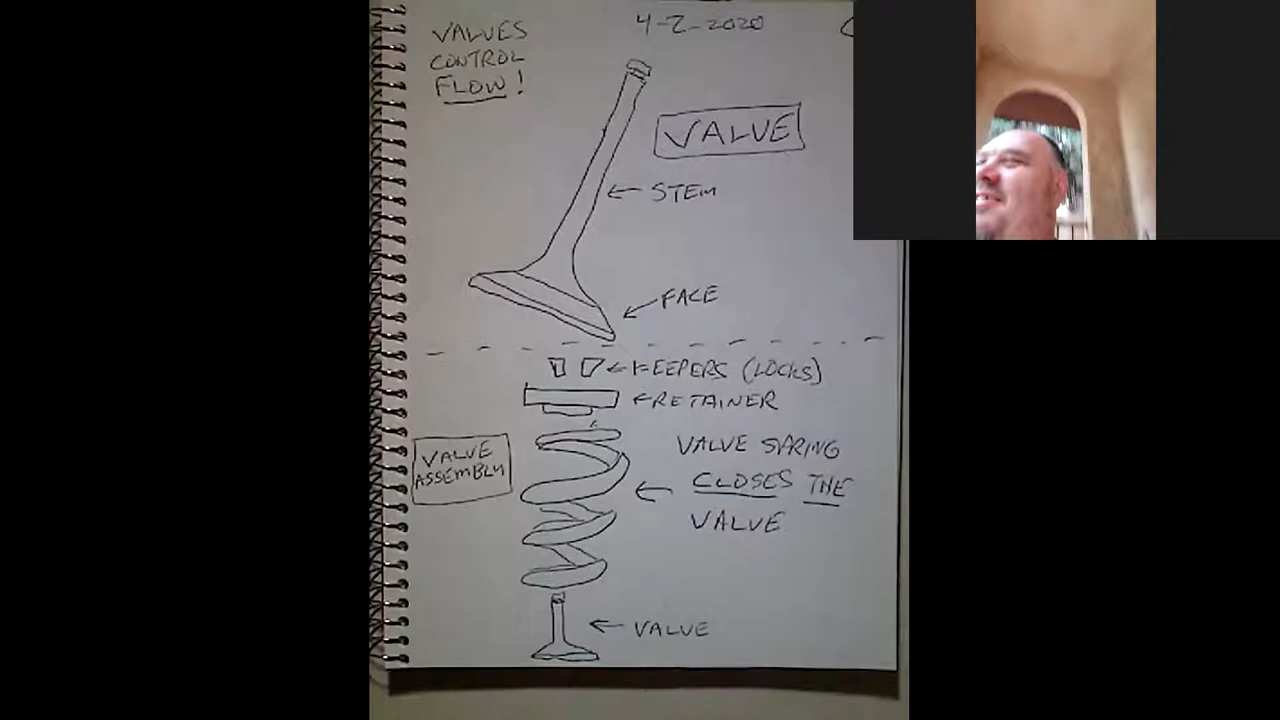 VALVES
CONTROL
FLOW!
4-2-2020
VALVE
← STEM
FACE
← KEEPERS (LOCKS)
← RETAINER
VALVE
ASSEMBLY
VALVE SPRING
← CLOSES THE
VALVE
← VALVE